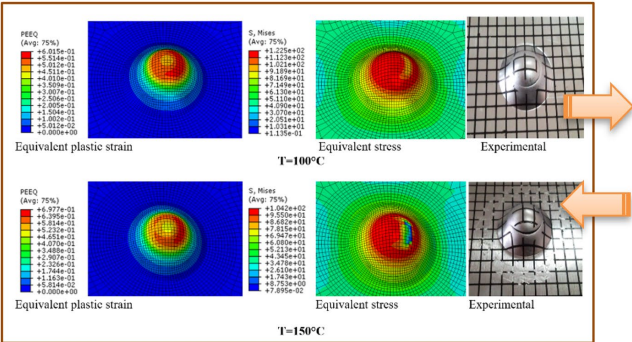 PEEQ
(Avg: 75%)
+6.015e-01
+5.514e-01
+5.012e-01
+4.511e-01
+4.010e-01
+3.509e-01
+3.007e-01
+2.506e-01
+2.005e-01
+1.504e-01
+1.002e-01
+5.012e-02
+0.000e+00
S, Mises
(Avg: 75%)
+1.225e+02
+1.123e+02
+1.021e+02
+9.189e+01
+8.169e+01
+7.149e+01
+6.130e+01
+5.110e+01
+4.090e+01
+3.070e+01
+2.051e+01
+1.031e+01
+1.135e-01
Equivalent plastic strain
Equivalent stress
Experimental
T=100°C
PEEQ
(Avg: 75%)
+6.977e-01
+6.395e-01
+5.814e-01
+5.232e-01
+4.651e-01
+4.070e-01
+3.488e-01
+2.907e-01
+2.326e-01
+1.744e-01
+1.163e-01
+5.814e-02
+0.000e+00
S, Mises
(Avg: 75%)
+1.042e+02
+9.550e+01
+8.682e+01
+7.815e+01
+6.947e+01
+6.080e+01
+5.213e+01
+4.345e+01
+3.478e+01
+2.610e+01
+1.743e+01
+8.753e+00
+7.895e-02
Equivalent plastic strain
Equivalent stress
Experimental
T=150°C